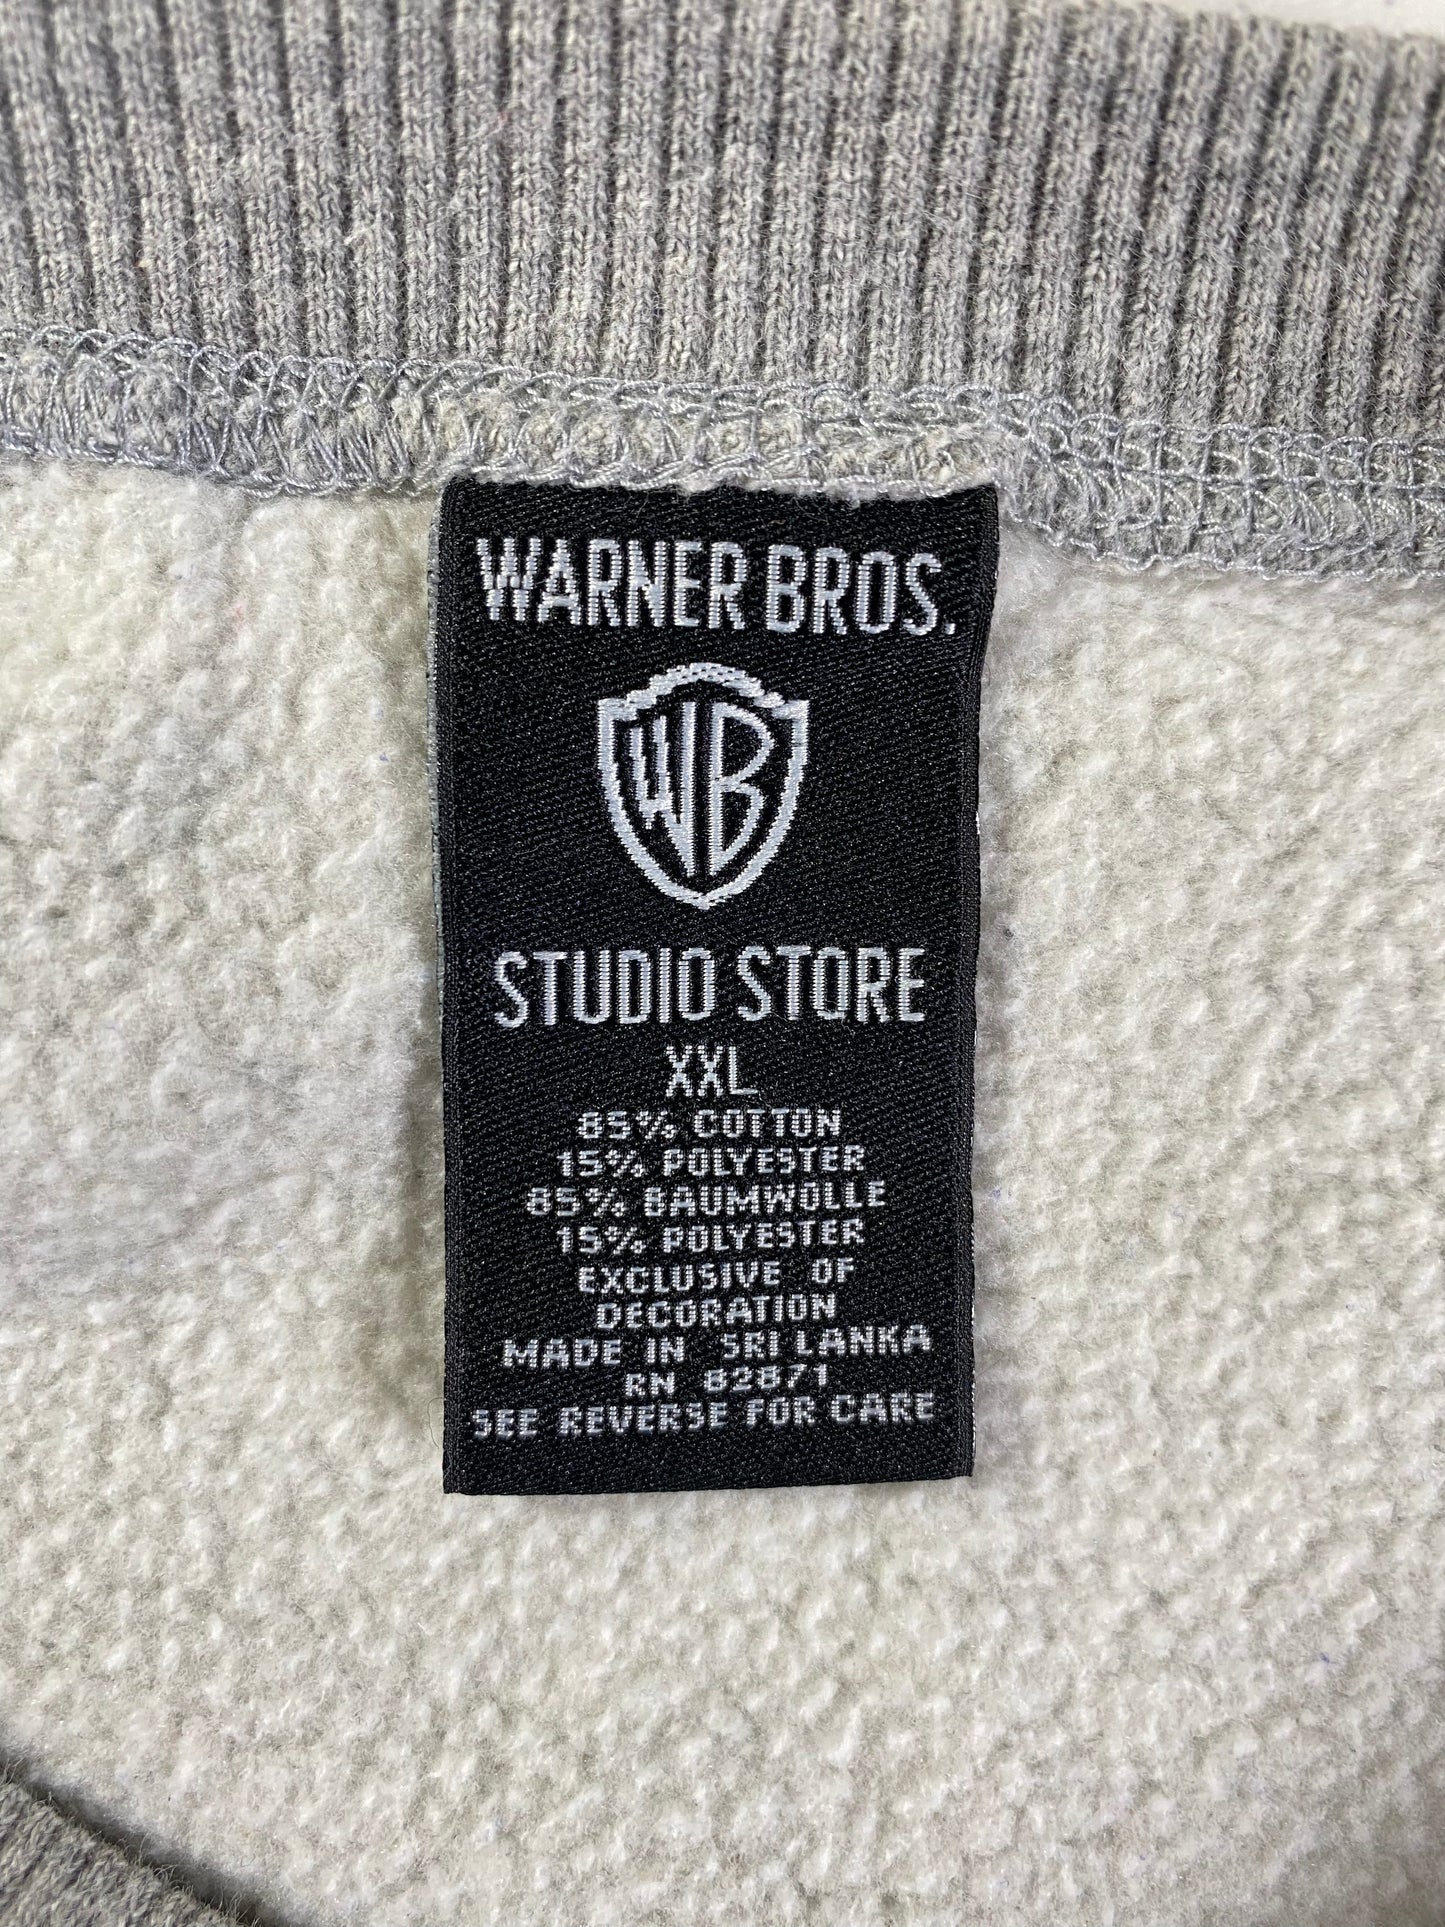 WARNER BROS.
WB
STUDIO STORE
XXL
85% COTTON
15% POLYESTER
85% BAUMWOLLE
15% POLYESTER
EXCLUSIVE OF
DECORATION
MADE IN SRI LANKA
RN 82871
SEE REVERSE FOR CARE